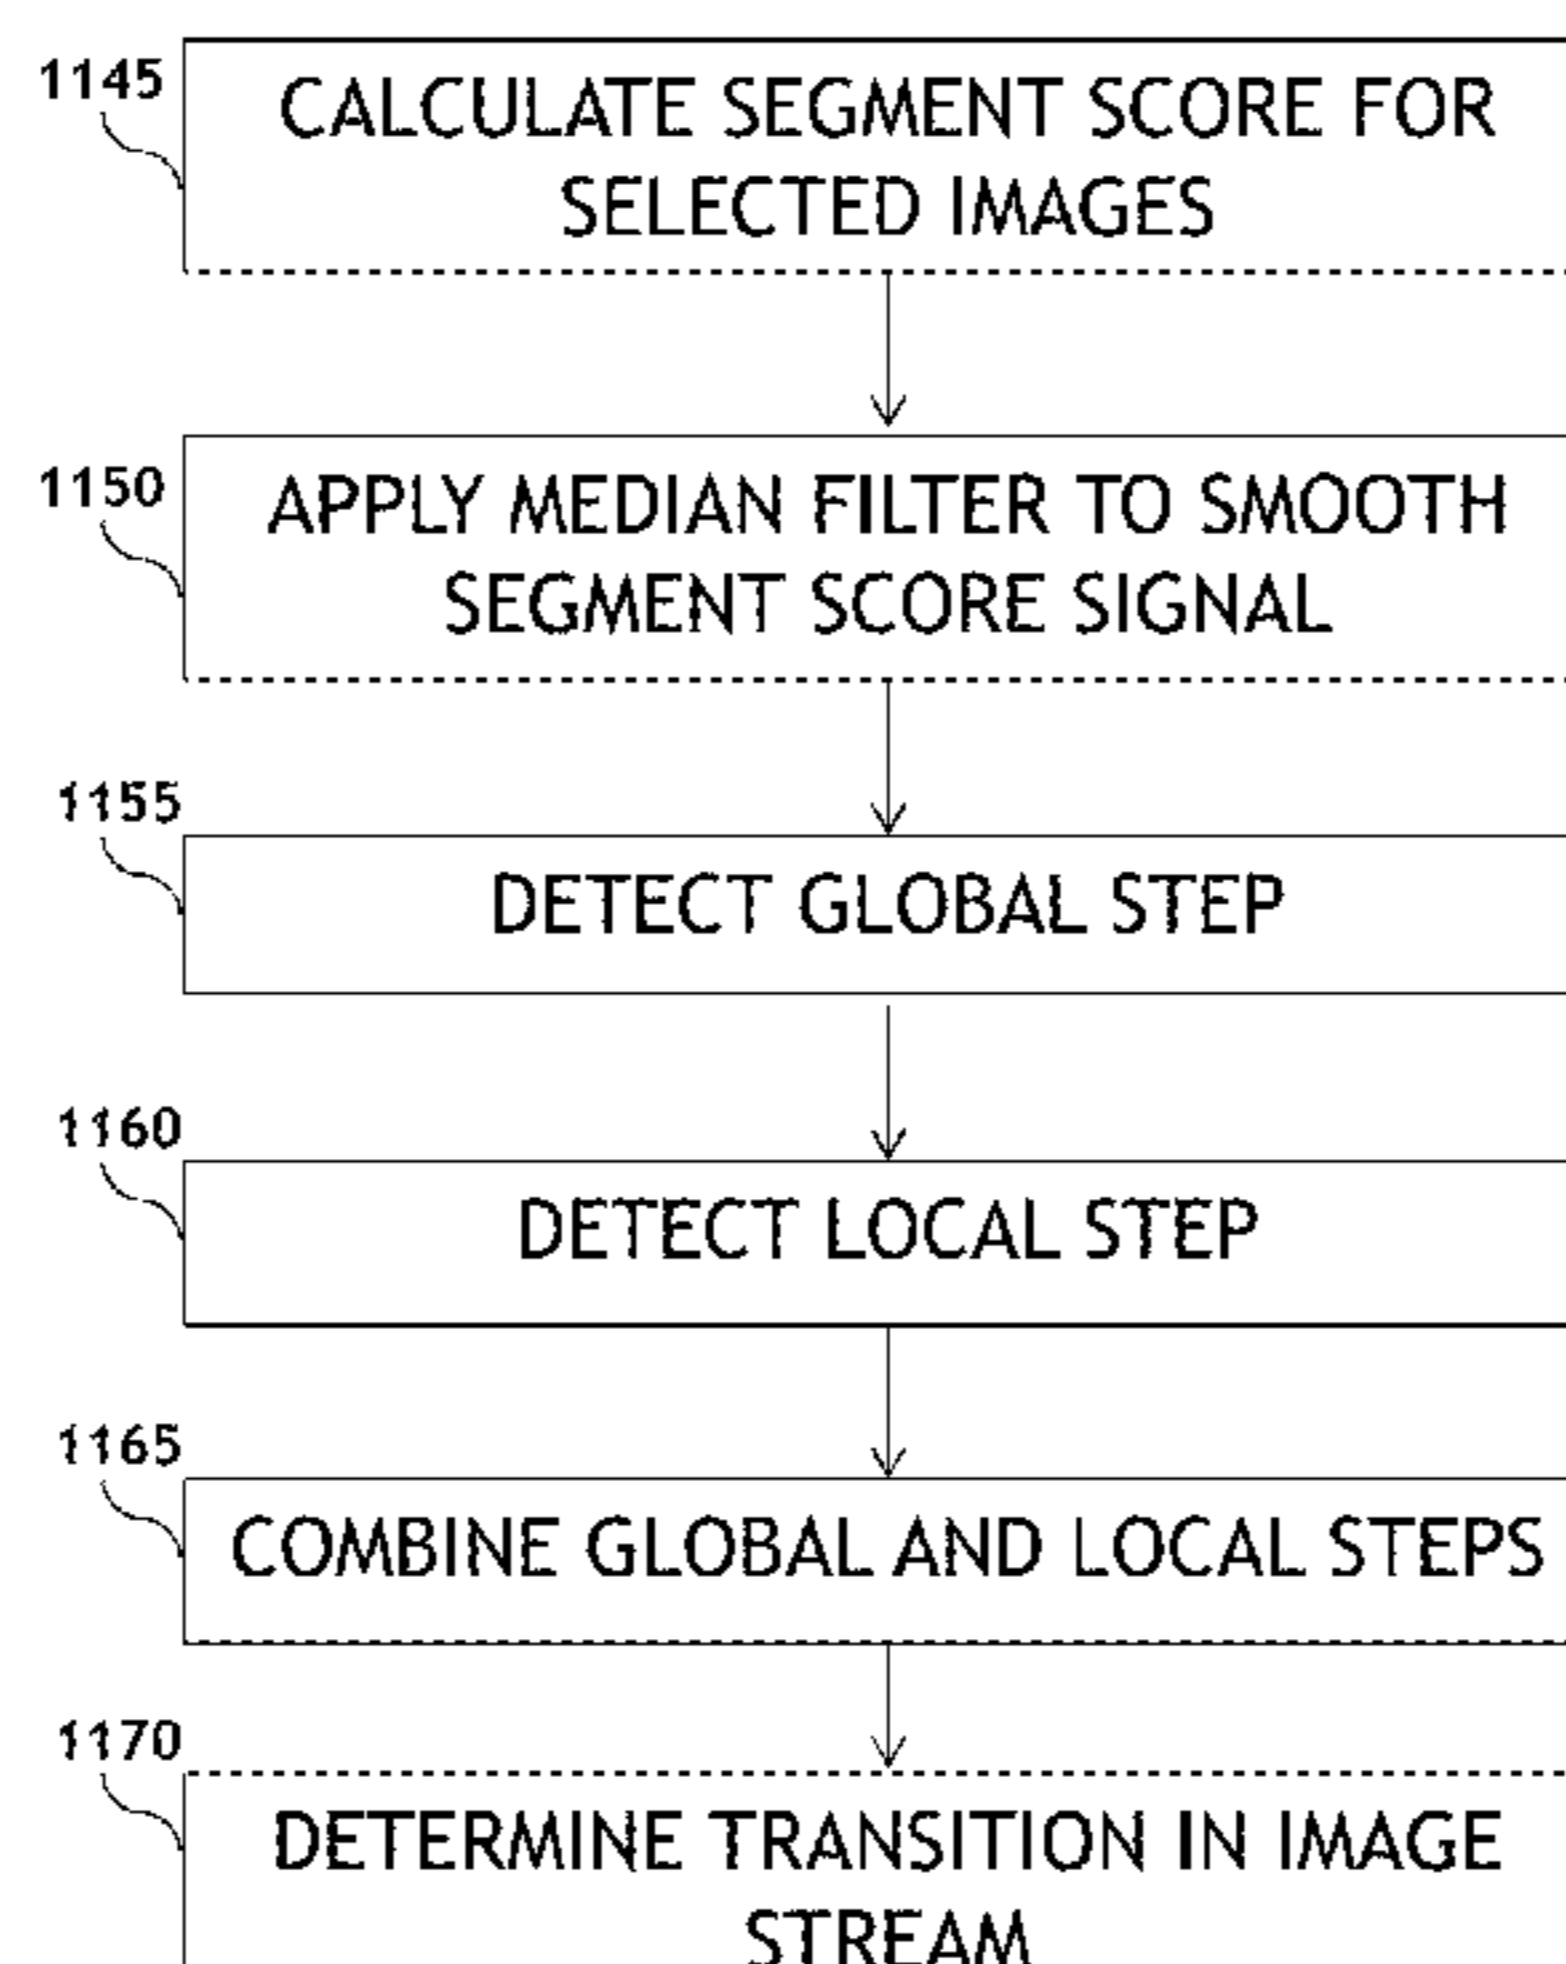 1145
CALCULATE SEGMENT SCORE FOR
SELECTED IMAGES
1150
APPLY MEDIAN FILTER TO SMOOTH
SEGMENT SCORE SIGNAL
1155
DETECT GLOBAL STEP
1160
DETECT LOCAL STEP
1165
COMBINE GLOBAL AND LOCAL STEPS
1170
DETERMINE TRANSITION IN IMAGE
STREAM